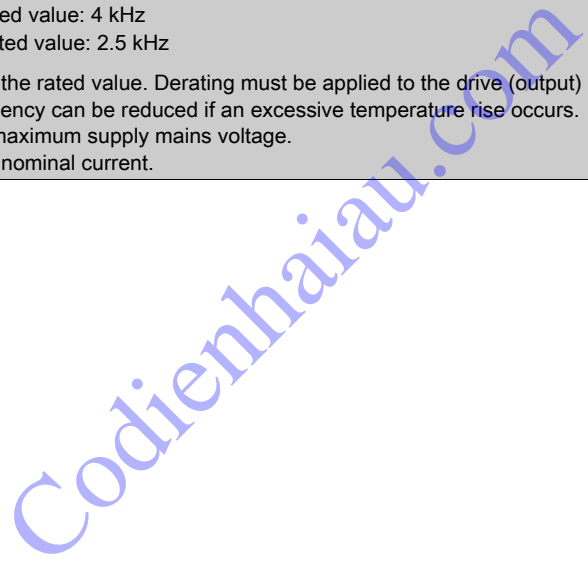 ed value: 4 kHz
ted value: 2.5 kHz
the rated value. Derating must be applied to the drive (output)
ency can be reduced if an excessive temperature rise occurs.
maximum supply mains voltage.
nominal current.
Codienhaiau.com